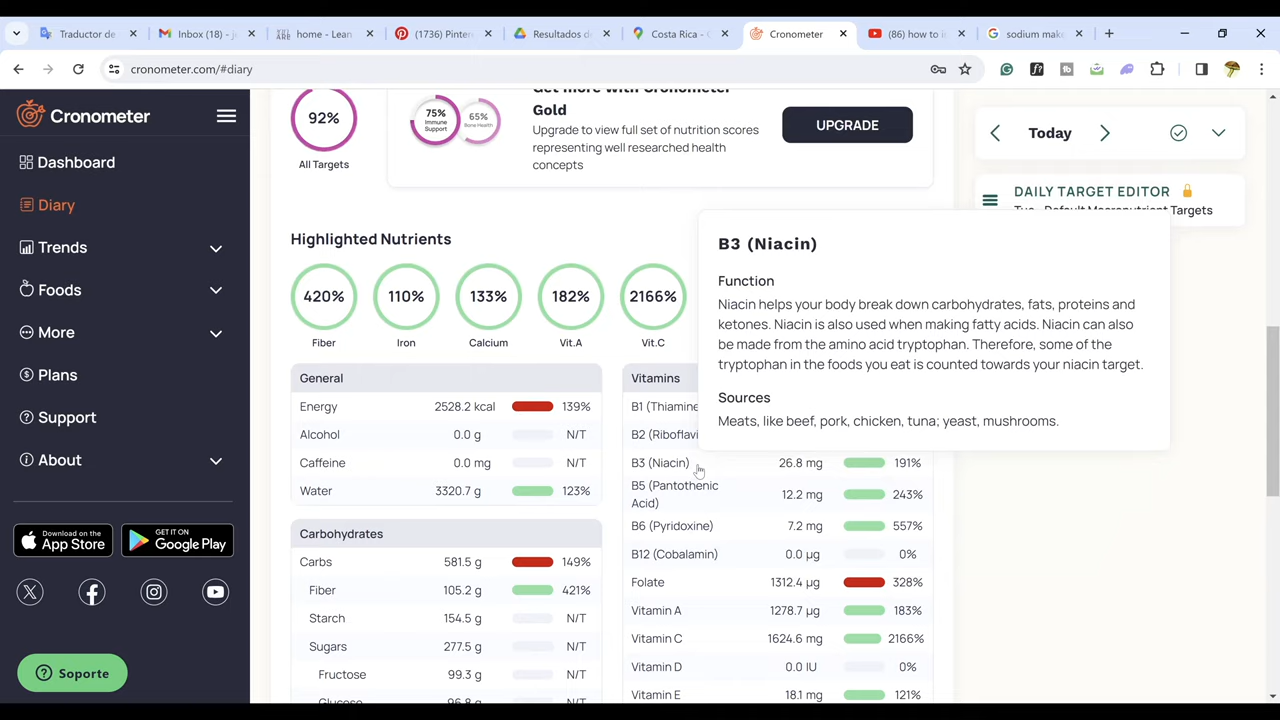 Traductor de
Inbox (18) - j
home - Lean
(1736) Pinter
Resultados de
Costa Rica - G
Cronometer
(86) how to i
sodium make
cronometer.com/#diary
Cronometer
Dashboard
Diary
Trends
Foods
More
Plans
Support
About
Download on the
App Store
GET IT ON
Google Play
Soporte
92%
All Targets
75%
Immune
Support
65%
Bone Health
Get more with Cronometer
Gold
Upgrade to view full set of nutrition scores
representing well researched health
concepts
UPGRADE
Today
DAILY TARGET EDITOR
Tue - Default Macronutrient Targets
Highlighted Nutrients
420%
110%
133%
182%
2166%
Fiber
Iron
Calcium
Vit.A
Vit.C
B3 (Niacin)
Function
Niacin helps your body break down carbohydrates, fats, proteins and
ketones. Niacin is also used when making fatty acids. Niacin can also
be made from the amino acid tryptophan. Therefore, some of the
tryptophan in the foods you eat is counted towards your niacin target.
Sources
Meats, like beef, pork, chicken, tuna; yeast, mushrooms.
General
Energy 2528.2 kcal 139%
Alcohol 0.0 g N/T
Caffeine 0.0 mg N/T
Water 3320.7 g 123%
Carbohydrates
Carbs 581.5 g 149%
Fiber 105.2 g 421%
Starch 154.5 g N/T
Sugars 277.5 g N/T
Fructose 99.3 g N/T
Glucose 96.8 g N/T
Vitamins
B1 (Thiamine
B2 (Riboflavi
B3 (Niacin) 26.8 mg 191%
B5 (Pantothenic
Acid) 12.2 mg 243%
B6 (Pyridoxine) 7.2 mg 557%
B12 (Cobalamin) 0.0 µg 0%
Folate 1312.4 µg 328%
Vitamin A 1278.7 µg 183%
Vitamin C 1624.6 mg 2166%
Vitamin D 0.0 IU 0%
Vitamin E 18.1 mg 121%